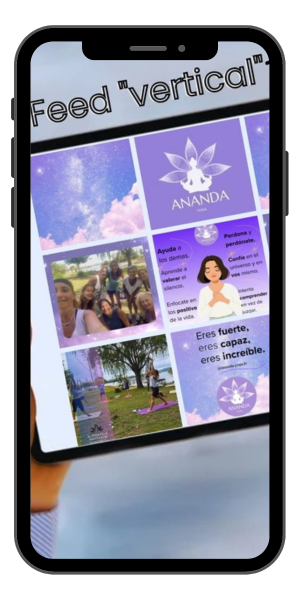 Feed "vertical"
ANANDA
YOGA
Ayuda a
los demas.
Aprende a
valorar el
silencio.
Enfocate en
los positivo
de la vida.
Perdona y
perdónate.
Confía en el
universo y en
vos mismo.
Intenta
comprender
en vez de
juzgar.
Eres fuerte,
eres capaz,
eres increíble.
ANANDA